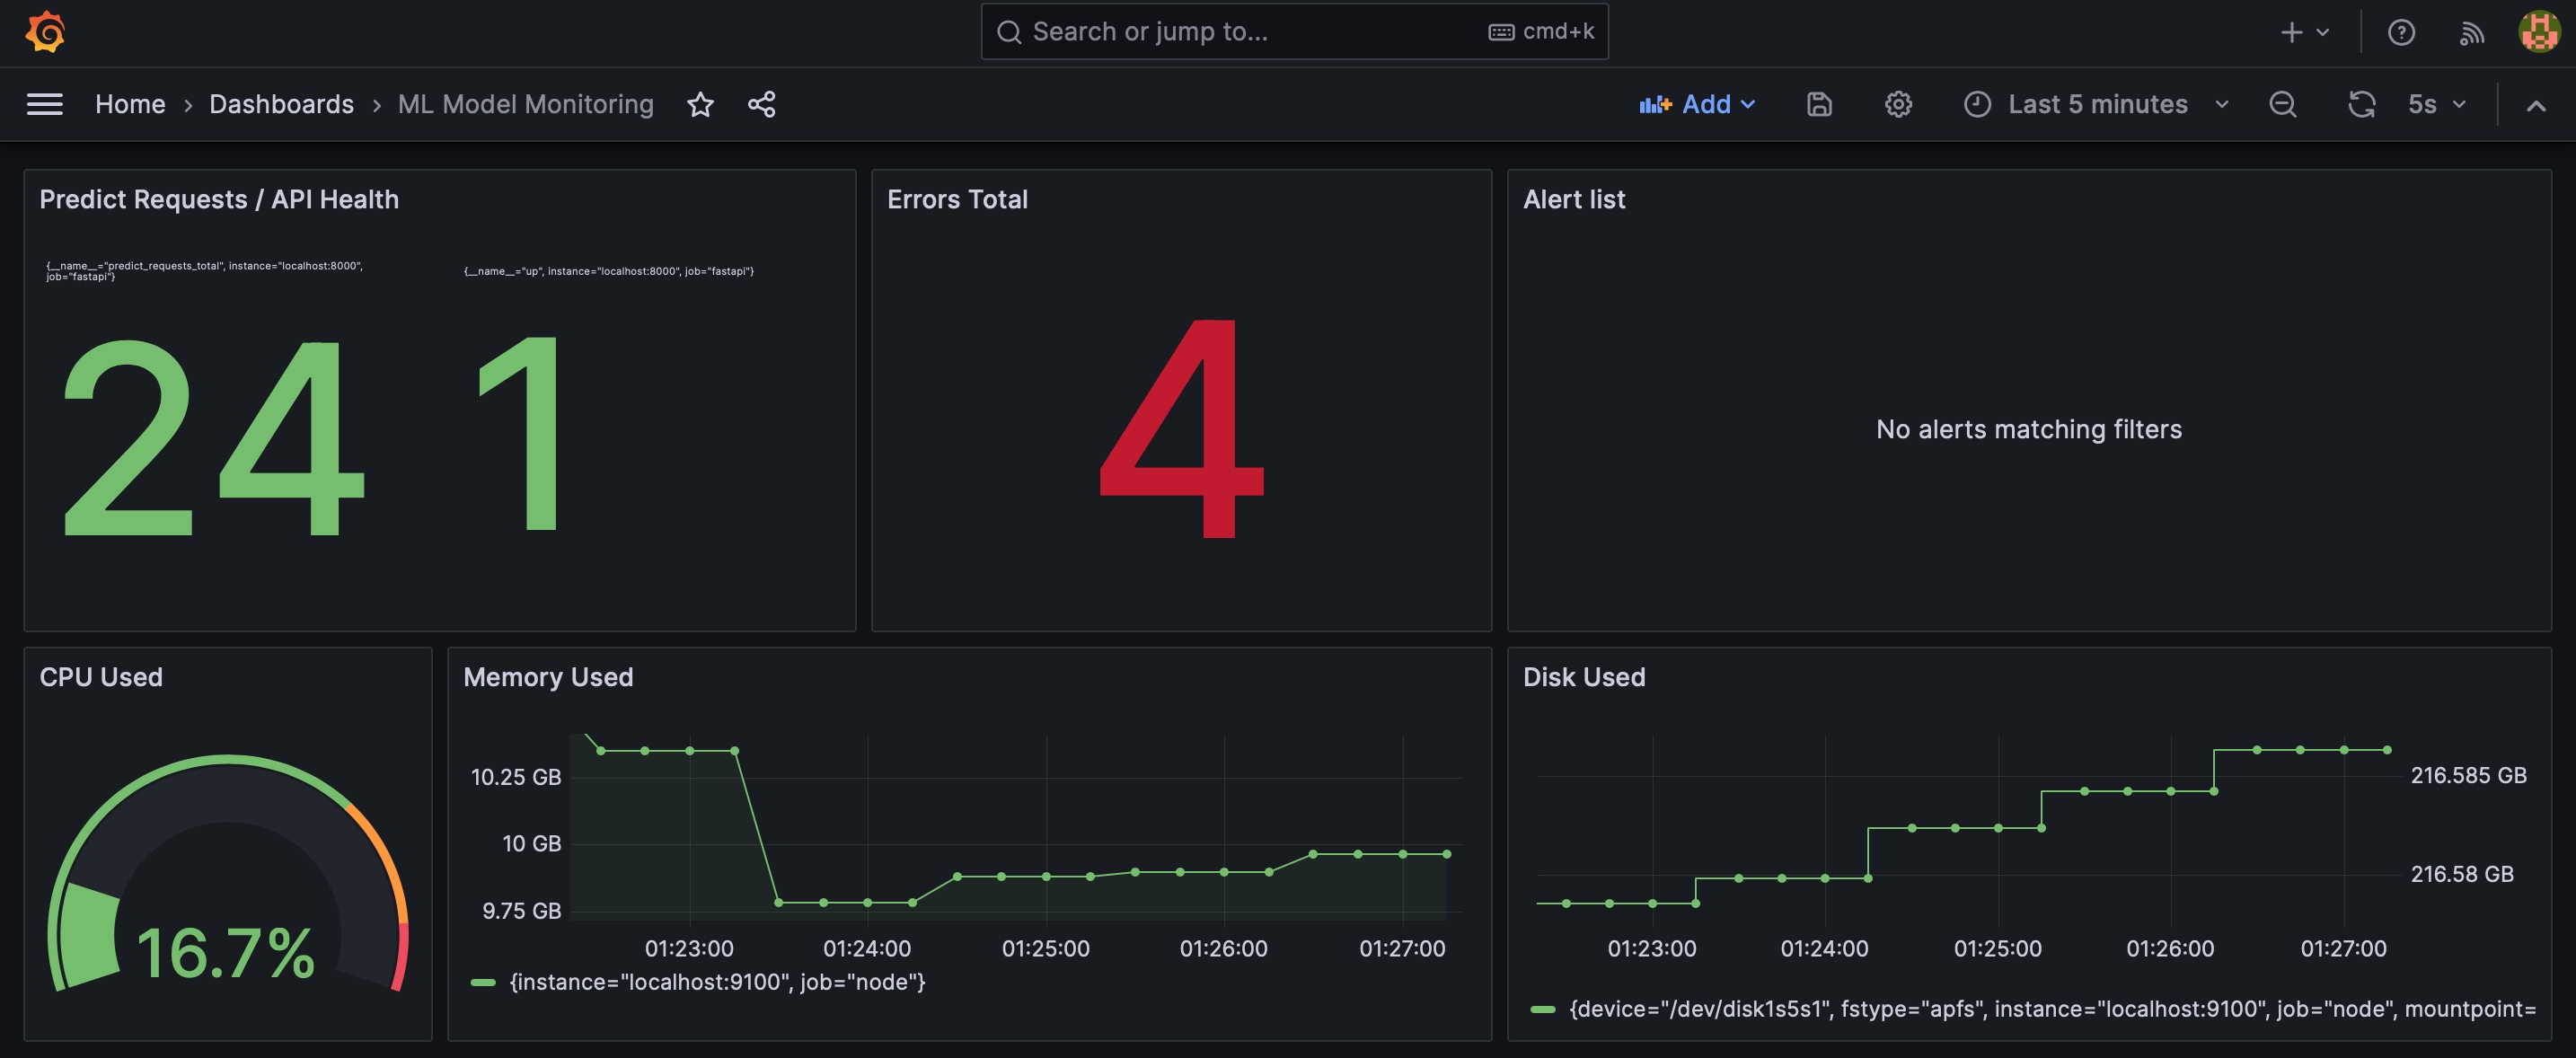 Search or jump to...
cmd+k
Home
Dashboards
ML Model Monitoring
Add
Last 5 minutes
5s
Predict Requests / API Health
{__name__="predict_requests_total", instance="localhost:8000",
job="fastapi"}
24
{__name__="up", instance="localhost:8000", job="fastapi"}
1
Errors Total
4
Alert list
No alerts matching filters
CPU Used
16.7%
Memory Used
10.25 GB
10 GB
9.75 GB
01:23:00
01:24:00
01:25:00
01:26:00
01:27:00
{instance="localhost:9100", job="node"}
Disk Used
216.585 GB
216.58 GB
01:23:00
01:24:00
01:25:00
01:26:00
01:27:00
{device="/dev/disk1s5s1", fstype="apfs", instance="localhost:9100", job="node", mountpoint=